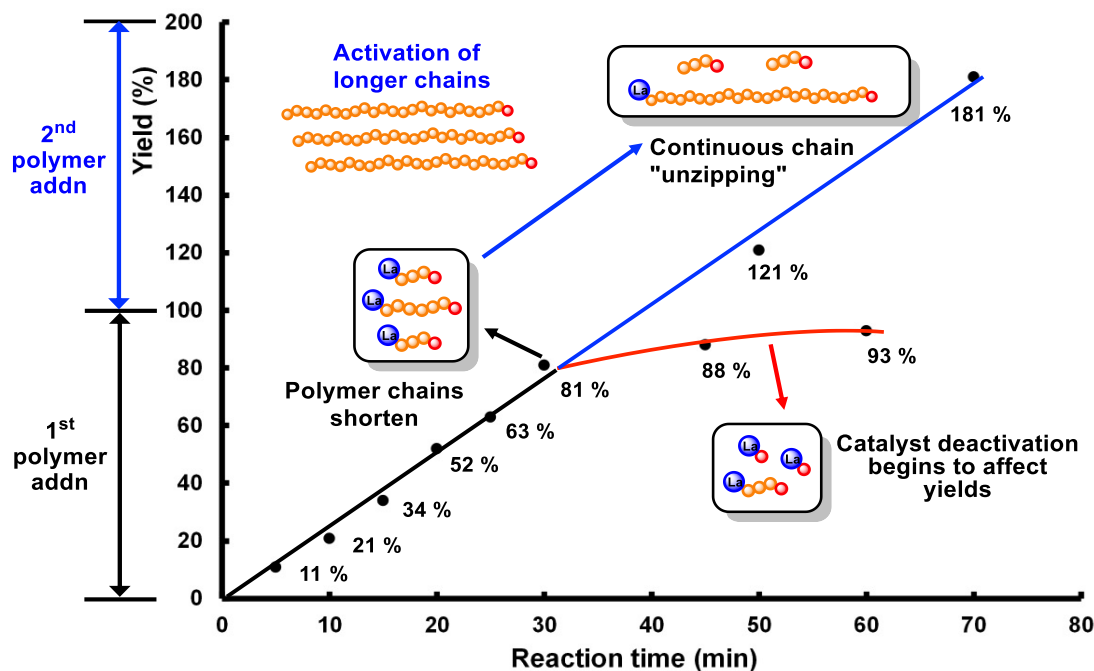 200
180
160
140
120
100
80
60
40
20
0
Yield (%)
2nd
polymer
addn
1st
polymer
addn
Activation of
longer chains
La
Continuous chain
"unzipping"
181 %
121 %
La
La
La
Polymer chains
shorten
81 %
88 %
93 %
63 %
52 %
34 %
21 %
11 %
La
La
La
Catalyst deactivation
begins to affect
yields
0 10 20 30 40 50 60 70 80
Reaction time (min)